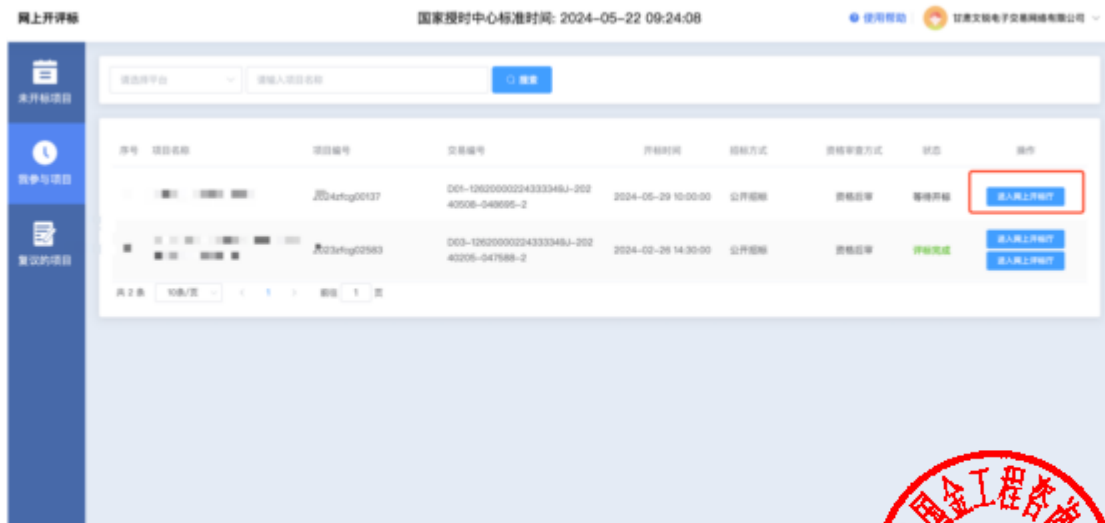 网上开评标
国家授时中心标准时间: 2024-05-22 09:24:08
使用帮助
甘肃文锐电子交易网络有限公司
未开标项目
我参与项目
复议的项目
请选择平台
请输入项目名称
搜索
序号 项目名称 项目编号 交易编号 开标时间 招标方式 资格审查方式 状态 操作
2024zfcg00137
D01-12620000224333349J-202
40508-048695-2
2024-05-29 10:00:00 公开招标 资格后审 等待开标
进入网上开标厅
2023zfcg02583
D03-12620000224333349J-202
40205-047588-2
2024-02-26 14:30:00 公开招标 资格后审 评标完成
进入网上开标厅
进入网上评标厅
共 2 条 10条/页 1 前往 1 页
国金工程咨询